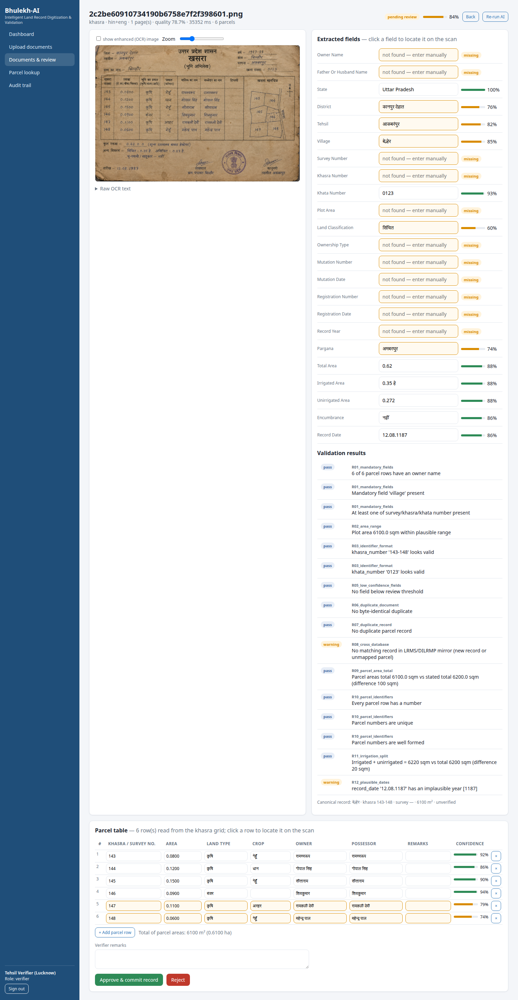 Bhulekh-AI
Intelligent Land Record Digitization &
Validation
Dashboard
Upload documents
Documents & review
Parcel lookup
Audit trail
2c2be60910734190b6758e7f2f398601.png
khasra · hin+eng · 1 page(s) · quality 78.7% · 35352 ms · 6 parcels
pending review 84% Back Re-run AI
show enhanced (OCR) image Zoom
उत्तर प्रदेश शासन
खसरा
(भूमि अभिलेख)
जिला – कानपुर देहात
तहसील – अकबरपुर
ग्राम का नाम – बिल्हौर
वर्ष – 1987-88
ग्राम – बिल्हौर
परगना – अकबरपुर
खाता संख्या – 0123
खसरा संख्या रकबा (हे.आ/बीघा/बिस्वा) भूमि का प्रकार (कृषि/बंजर/आदि) फसल (वर्तमान) मालिक का नाम कब्जेदार का नाम टिप्पणी खसरा मानचित्र
143 0.0800 कृषि गेहूँ रामस्वरूप रामस्वरूप
144 0.1200 कृषि धान गोपाल सिंह गोपाल सिंह
145 0.1500 कृषि गेहूँ सीताराम सीताराम
146 0.0900 बंजर – शिवकुमार शिवकुमार
147 0.1100 कृषि अरहर रामकली देवी रामकली देवी
148 0.0600 कृषि गेहूँ महेन्द्र पाल महेन्द्र पाल
उ
143 144
145 146
147 148
कुल रकबा – 0.62 0 0 (शून्य दशमलव बासठ हेक्टेयर)
अन्य विवरण – सिंचित : 0.35 हे. असिंचित : 0.27 हे.
भू-स्वामी / साहूकार – नहीं
तारीख – 12.08.1987
लेखपाल
ग्राम पंचायत बिल्हौर
राजस्व विभाग
उत्तर प्रदेश
कानूनगो
तहसील अकबरपुर
Raw OCR text
Extracted fields — click a field to locate it on the scan
Owner Name not found — enter manually missing
Father Or Husband Name not found — enter manually missing
State Uttar Pradesh 100%
District कानपुर देहात 76%
Tehsil आकबरंपुर 82%
Village बेल्हेर 85%
Survey Number not found — enter manually missing
Khasra Number not found — enter manually missing
Khata Number 0123 93%
Plot Area not found — enter manually missing
Land Classification सिंचित 60%
Ownership Type not found — enter manually missing
Mutation Number not found — enter manually missing
Mutation Date not found — enter manually missing
Registration Number not found — enter manually missing
Registration Date not found — enter manually missing
Record Year not found — enter manually missing
Pargana अमबरघुर 74%
Total Area 0.62 88%
Irrigated Area 0.35 हे 88%
Unirrigated Area 0.272 88%
Encumbrance नहीं 86%
Record Date 12.08.1187 86%
Validation results
pass R01_mandatory_fields
6 of 6 parcel rows have an owner name
pass R01_mandatory_fields
Mandatory field 'village' present
pass R01_mandatory_fields
At least one of survey/khasra/khata number present
pass R02_area_range
Plot area 6100.0 sqm within plausible range
pass R03_identifier_format
khasra_number '143-148' looks valid
pass R03_identifier_format
khata_number '0123' looks valid
pass R05_low_confidence_fields
No field below review threshold
pass R06_duplicate_document
No byte-identical duplicate
pass R07_duplicate_record
No duplicate parcel record
warning R08_cross_database
No matching record in LRMS/DILRMP mirror (new record or
unmapped parcel)
pass R09_parcel_area_total
Parcel areas total 6100.0 sqm vs stated total 6200.0 sqm
(difference 100 sqm)
pass R10_parcel_identifiers
Every parcel row has a number
pass R10_parcel_identifiers
Parcel numbers are unique
pass R10_parcel_identifiers
Parcel numbers are well formed
pass R11_irrigation_split
Irrigated + unirrigated = 6220 sqm vs total 6200 sqm (difference
20 sqm)
warning R12_plausible_dates
record_date '12.08.1187' has an implausible year [1187]
Canonical record: बेल्हेर · khasra 143-148 · survey — · 6100 m² · unverified
Parcel table — 6 row(s) read from the khasra grid; click a row to locate it on the scan
# KHASRA / SURVEY NO. AREA LAND TYPE CROP OWNER POSSESSOR REMARKS CONFIDENCE
1 143 0.0800 कृषि गेहूँ रामस्वरूप रामस्वरूप 92% ×
2 144 0.1200 कृषि धान गोपाल सिंह गोपाल सिंह 86% ×
3 145 0.1500 कृषि गेहूँ सीताराम सीताराम 90% ×
4 146 0.0900 बंजर शिवकुमार शिवकुमार 94% ×
5 147 0.1100 कृषि अरहर रामकली देवी रामकली देवी 79% ×
6 148 0.0600 कृषि गेहूँ महेन्द्र पाल महेन्द्र पाल 74% ×
+ Add parcel row Total of parcel areas: 6100 m² (0.6100 ha)
Verifier remarks
Approve & commit record Reject
Tehsil Verifier (Lucknow)
Role: verifier
Sign out